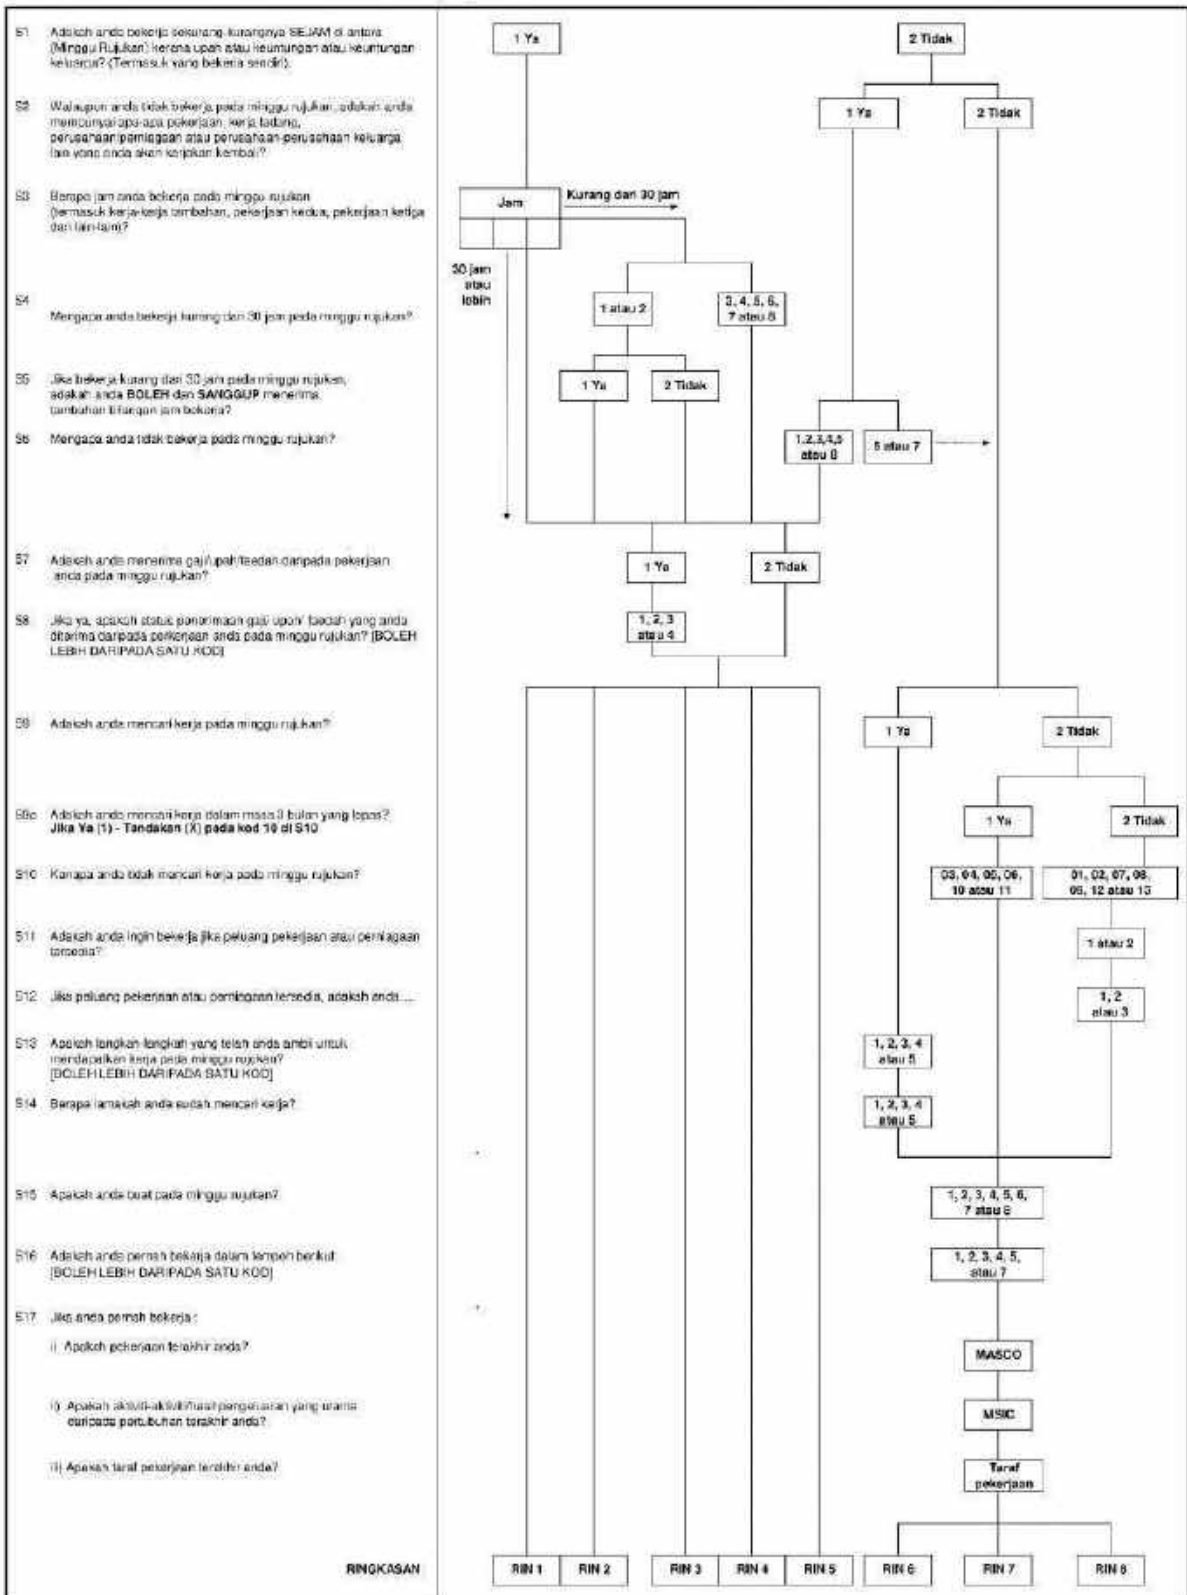 S1 Adakah anda bekerja sekurang-kurangnya SEJAM di antara
(Minggu Rujukan) kerana upah atau keuntungan atau keuntungan
keluarga? (Termasuk yang bekerja sendiri).
1 Ya
2 Tidak
S2 Walaupun anda tidak bekerja pada minggu rujukan, adakah anda
mempunyai apa-apa pekerjaan, kerja ladang,
perusahaan/perniagaan atau perusahaan-perusahaan keluarga
lain yang anda akan kerjakan kembali?
1 Ya
2 Tidak
S3 Berapa jam anda bekerja pada minggu rujukan
(termasuk kerja-kerja tambahan, pekerjaan kedua, pekerjaan ketiga
dan lain-lain)?
Jam
Kurang dari 30 jam
30 jam
atau
lebih
S4
Mengapa anda bekerja kurang dari 30 jam pada minggu rujukan?
1 atau 2
3, 4, 5, 6,
7 atau 8
S5 Jika bekerja kurang dari 30 jam pada minggu rujukan,
adakah anda BOLEH dan SANGGUP menerima
tambahan bilangan jam bekerja?
1 Ya
2 Tidak
S6 Mengapa anda tidak bekerja pada minggu rujukan?
1,2,3,4,5
atau 8
atau 7
S7 Adakah anda menerima gaji/upah/faedah daripada pekerjaan
anda pada minggu rujukan?
1 Ya
2 Tidak
S8 Jika ya, apakah status penerimaan gaji/ upah/ faedah yang anda
diterima daripada perkerjaan anda pada minggu rujukan? [BOLEH
LEBIH DARIPADA SATU KOD]
1, 2, 3
atau 4
S9 Adakah anda mencari kerja pada minggu rujukan?
1 Ya
2 Tidak
Adakah anda mencari kerja dalam masa 3 bulan yang lepas?
Jika Ya (1) - Tandakan (X) pada kod 10 di S10
1 Ya
2 Tidak
S10 Kenapa anda tidak mencari kerja pada minggu rujukan?
03, 04, 05, 06,
10 atau 11
01, 02, 07, 08,
09, 12 atau 13
S11 Adakah anda ingin bekerja jika peluang pekerjaan atau perniagaan
tersedia?
1 atau 2
S12 Jika peluang pekerjaan atau perniagaan tersedia, adakah anda....
1, 2
atau 3
S13 Apakah langkah-langkah yang telah anda ambil untuk
mendapatkan kerja pada minggu rujukan?
[BOLEH LEBIH DARIPADA SATU KOD]
1, 2, 3, 4
atau 5
S14 Berapa lamakah anda sudah mencari kerja?
1, 2, 3, 4
atau 5
S15 Apakah anda buat pada minggu rujukan?
1, 2, 3, 4, 5, 6,
7 atau 8
S16 Adakah anda pernah bekerja dalam tempoh berikut:
[BOLEH LEBIH DARIPADA SATU KOD]
1, 2, 3, 4, 5,
atau 7
S17 Jika anda pernah bekerja :
i) Apakah pekerjaan terakhir anda?
MASCO
ii) Apakah aktiviti-aktiviti/hasil pengeluaran yang utama
daripada pertubuhan terakhir anda?
MSIC
iii) Apakah taraf pekerjaan terakhir anda?
Taraf
pekerjaan
RINGKASAN
RIN 1
RIN 2
RIN 3
RIN 4
RIN 5
RIN 6
RIN 7
RIN 8